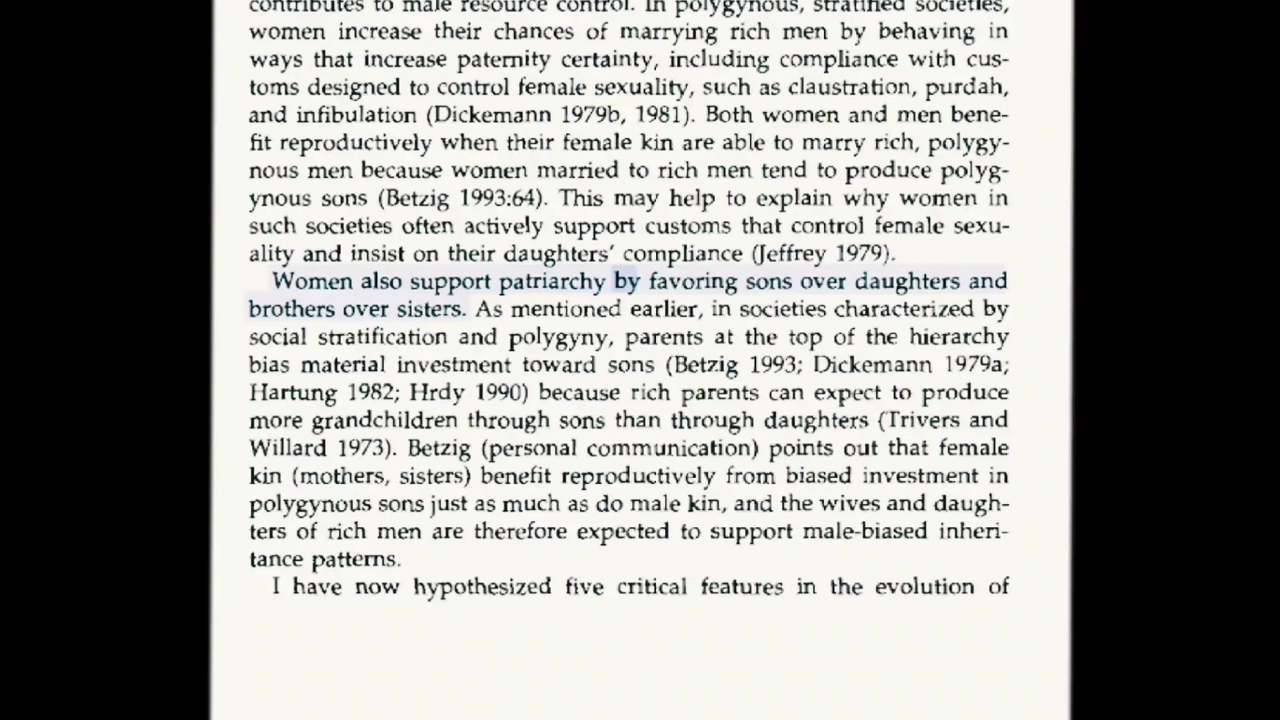 contributes to male resource control. In polygynous, stratified societies,
women increase their chances of marrying rich men by behaving in
ways that increase paternity certainty, including compliance with cus-
toms designed to control female sexuality, such as claustration, purdah,
and infibulation (Dickemann 1979b, 1981). Both women and men bene-
fit reproductively when their female kin are able to marry rich, polygy-
nous men because women married to rich men tend to produce polyg-
ynous sons (Betzig 1993:64). This may help to explain why women in
such societies often actively support customs that control female sexu-
ality and insist on their daughters' compliance (Jeffrey 1979).
Women also support patriarchy by favoring sons over daughters and
brothers over sisters. As mentioned earlier, in societies characterized by
social stratification and polygyny, parents at the top of the hierarchy
bias material investment toward sons (Betzig 1993; Dickemann 1979a;
Hartung 1982; Hrdy 1990) because rich parents can expect to produce
more grandchildren through sons than through daughters (Trivers and
Willard 1973). Betzig (personal communication) points out that female
kin (mothers, sisters) benefit reproductively from biased investment in
polygynous sons just as much as do male kin, and the wives and daugh-
ters of rich men are therefore expected to support male-biased inheri-
tance patterns.
I have now hypothesized five critical features in the evolution of